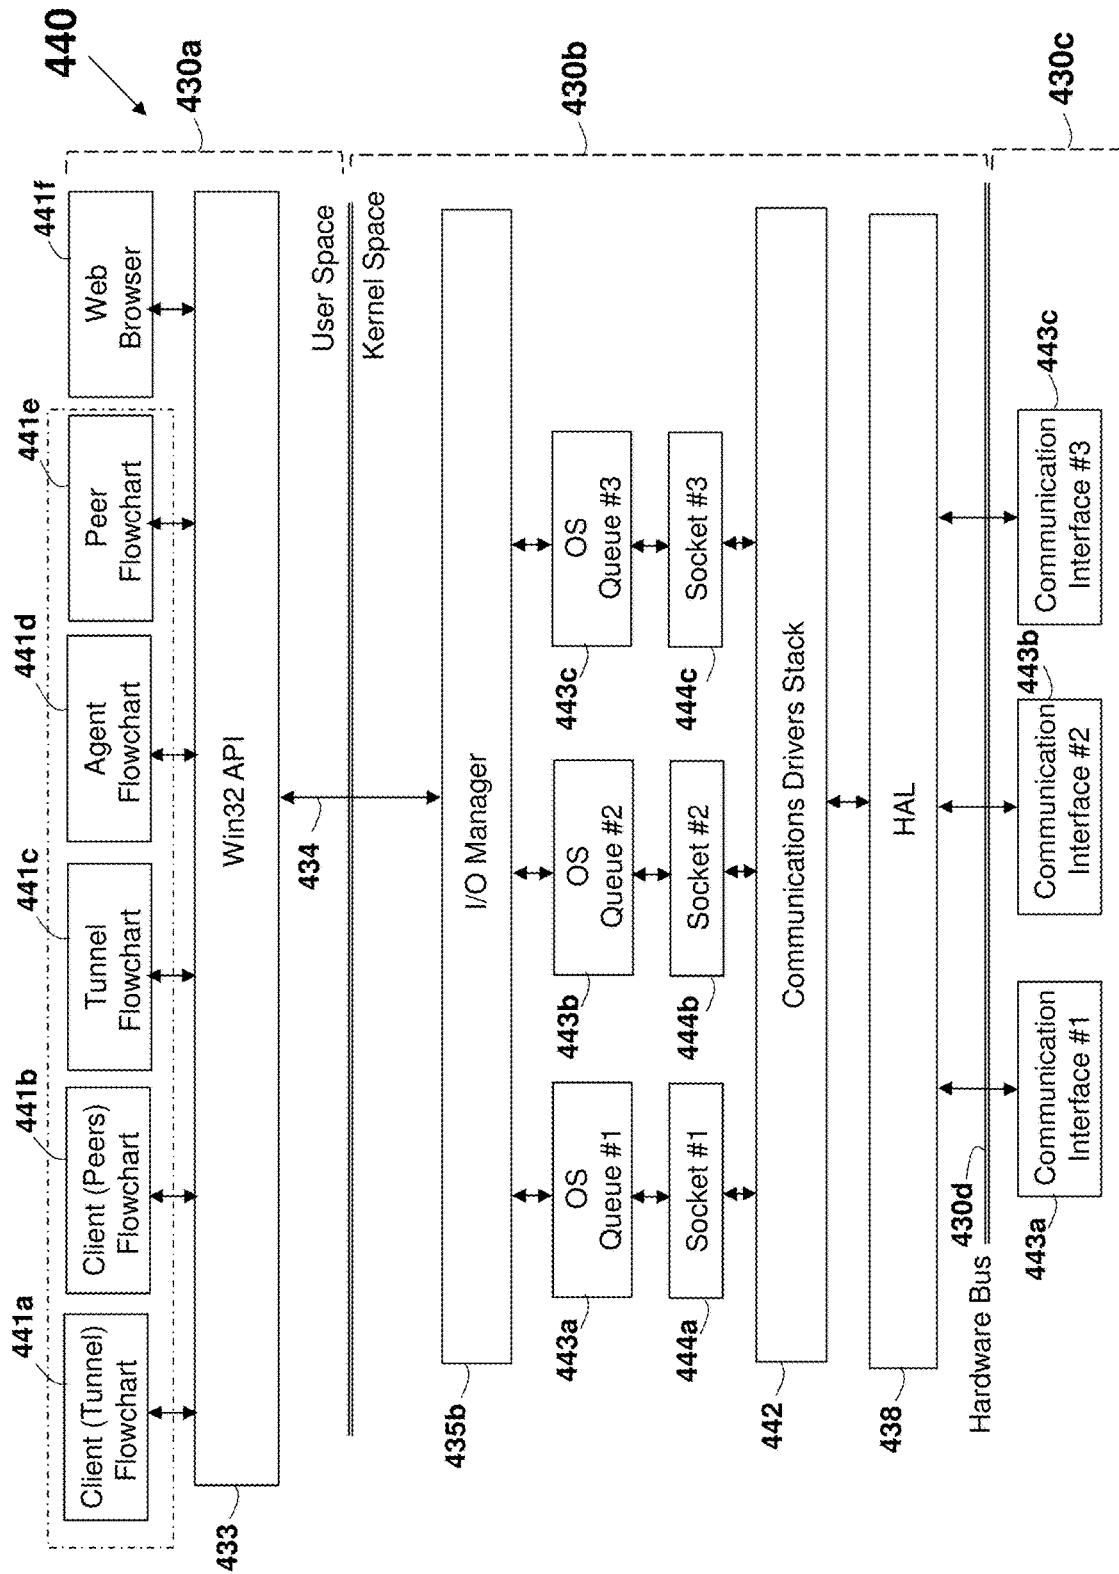 440
430a
430b
430c
441a
441b
441c
441d
441e
441f
Client (Tunnel)
Flowchart
Client (Peers)
Flowchart
Tunnel
Flowchart
Agent
Flowchart
Peer
Flowchart
Web
Browser
433
Win32 API
User Space
434
Kernel Space
435b
I/O Manager
443a
OS
Queue #1
443b
OS
Queue #2
443c
OS
Queue #3
444a
Socket #1
444b
Socket #2
444c
Socket #3
442
Communications Drivers Stack
438
HAL
Hardware Bus
430d
443a
Communication
Interface #1
443b
Communication
Interface #2
443c
Communication
Interface #3